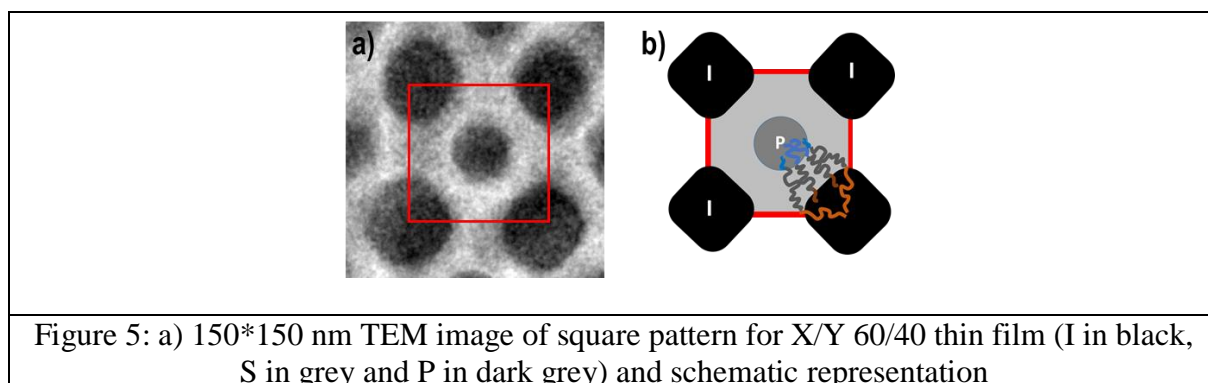 a)
b)
I
I
P
I
Figure 5: a) 150*150 nm TEM image of square pattern for X/Y 60/40 thin film (I in black,
S in grey and P in dark grey) and schematic representation